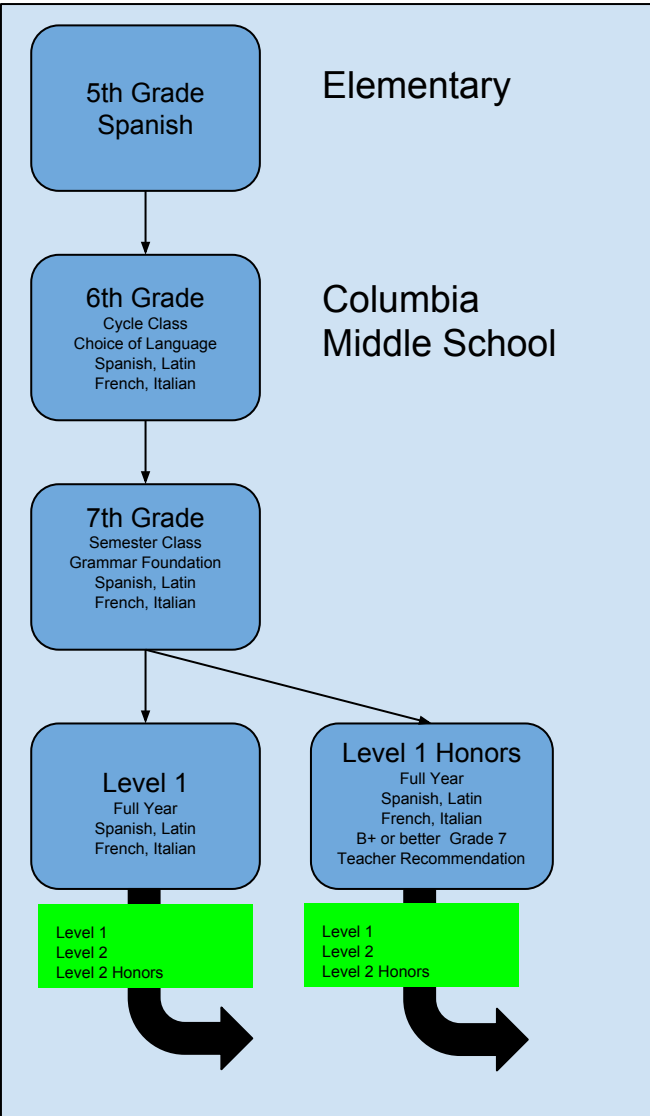 5th Grade
Spanish
Elementary
6th Grade
Cycle Class
Choice of Language
Spanish, Latin
French, Italian
Columbia
Middle School
7th Grade
Semester Class
Grammar Foundation
Spanish, Latin
French, Italian
Level 1
Full Year
Spanish, Latin
French, Italian
Level 1 Honors
Full Year
Spanish, Latin
French, Italian
B+ or better  Grade 7
Teacher Recommendation
Level 1
Level 2
Level 2 Honors
Level 1
Level 2
Level 2 Honors